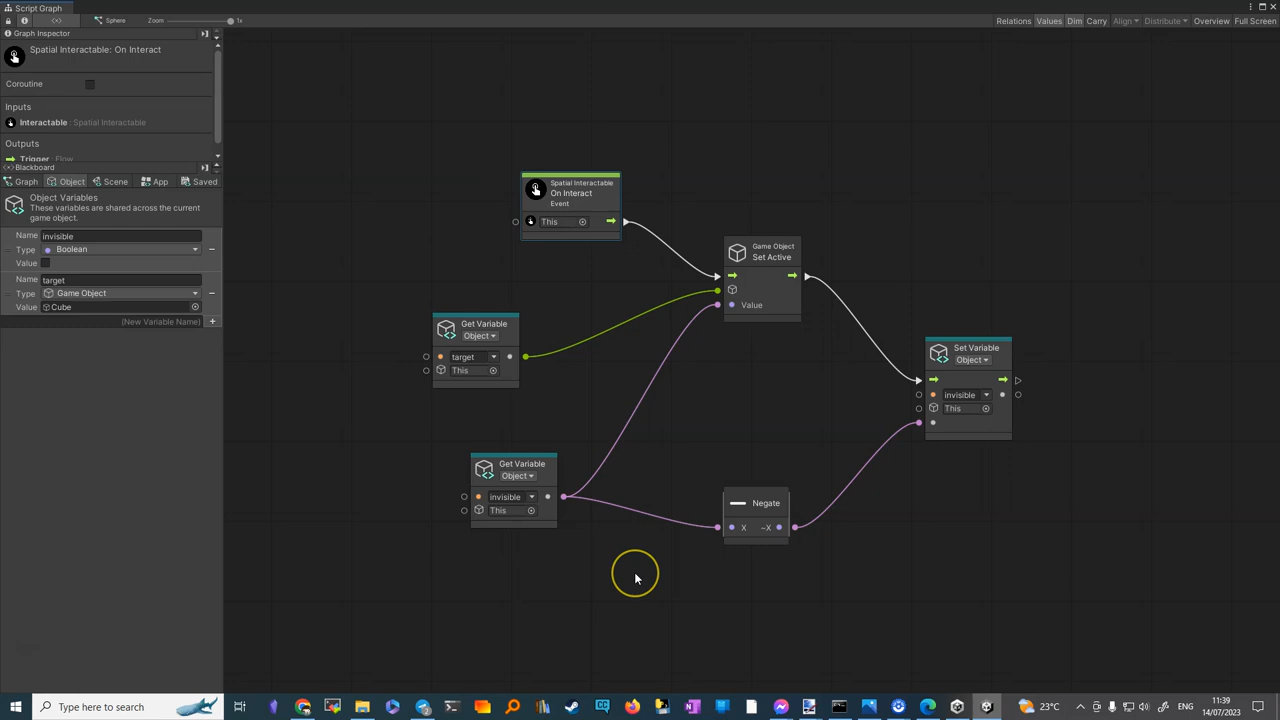 Script Graph
Sphere
Zoom
1x
Relations
Values
Dim
Carry
Align
Distribute
Overview
Full Screen
Graph Inspector
Spatial Interactable: On Interact
Coroutine
Inputs
Interactable : Spatial Interactable
Outputs
Trigger : Flow
Blackboard
Graph
Object
Scene
App
Saved
Object Variables
These variables are shared across the current
game object.
Name
invisible
Type
Boolean
Value
Name
target
Type
Game Object
Value
Cube
(New Variable Name)
Spatial Interactable
On Interact
Event
This
Game Object
Set Active
Value
Get Variable
Object
target
This
Set Variable
Object
invisible
This
Get Variable
Object
invisible
This
Negate
X
~X
Type here to search
23°C
ENG
11:39
14/07/2023